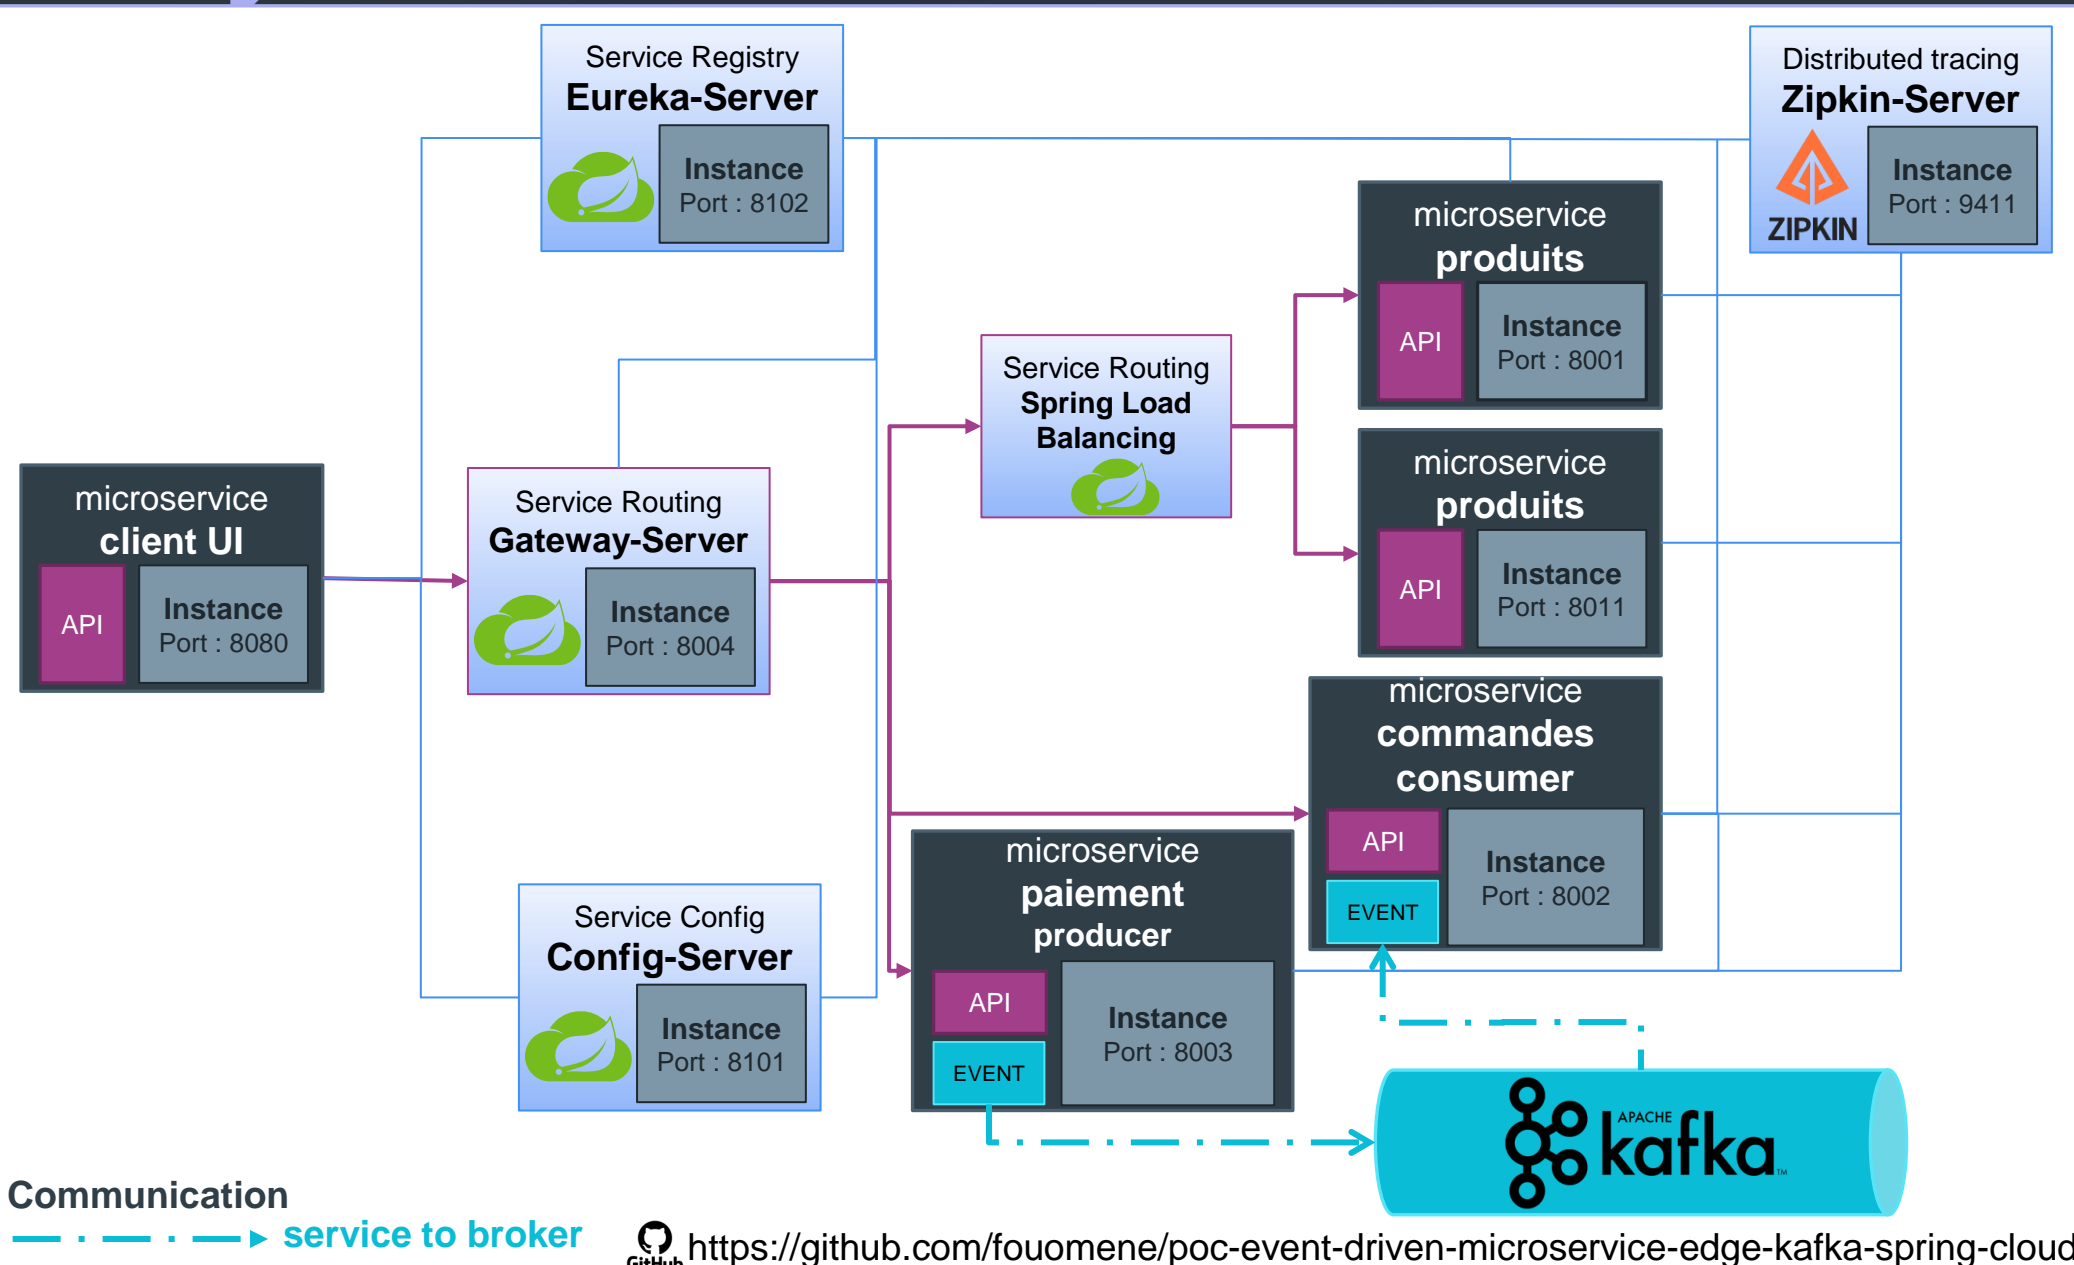 Service Registry
Eureka-Server
Instance
Port : 8102
Distributed tracing
Zipkin-Server
ZIPKIN
Instance
Port : 9411
microservice
produits
API
Instance
Port : 8001
Service Routing
Spring Load
Balancing
microservice
produits
API
Instance
Port : 8011
microservice
client UI
API
Instance
Port : 8080
Service Routing
Gateway-Server
Instance
Port : 8004
microservice
commandes
consumer
API
EVENT
Instance
Port : 8002
microservice
paiement
producer
API
EVENT
Instance
Port : 8003
Service Config
Config-Server
Instance
Port : 8101
APACHE
kafka
TM
Communication
service to broker
GitHub
https://github.com/fouomene/poc-event-driven-microservice-edge-kafka-spring-cloud